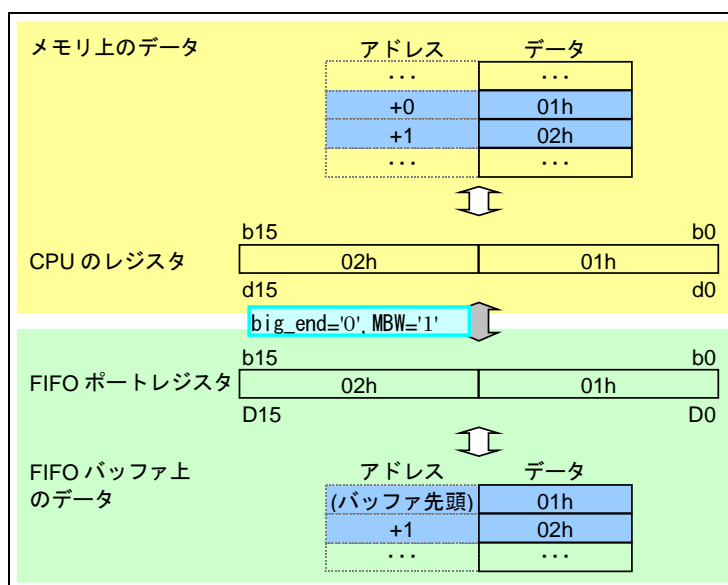 メモリ上のデータ
アドレス データ
··· ···
+0 01h
+1 02h
··· ···
b15 b0
CPU のレジスタ 02h 01h
d15 d0
big_end='0', MBW='1'
b15 b0
FIFO ポートレジスタ 02h 01h
D15 D0
FIFO バッファ上
のデータ
アドレス データ
(バッファ先頭) 01h
+1 02h
··· ···